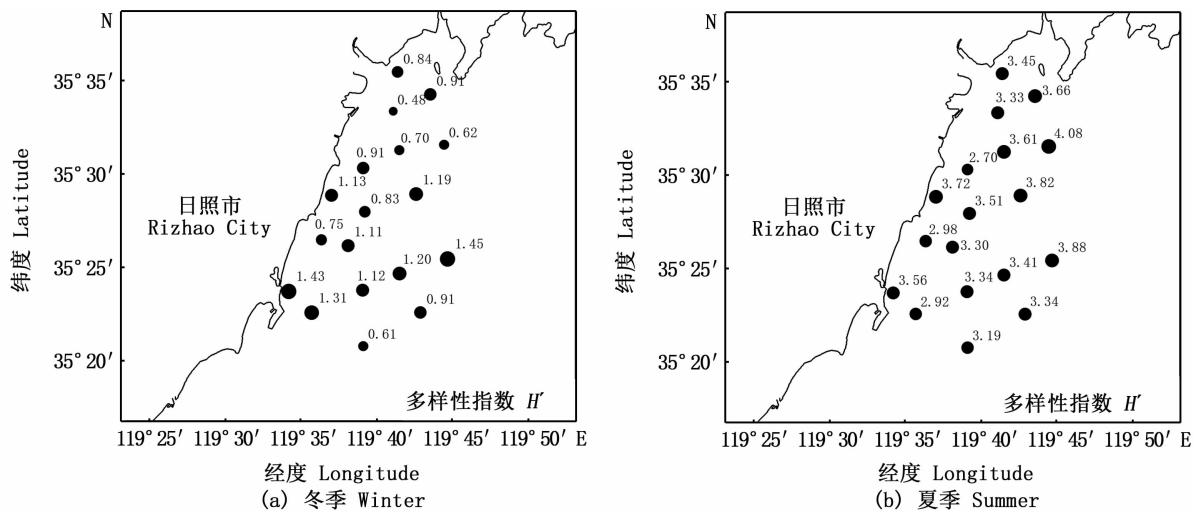 N
0.84
35°35′
0.91
0.48
0.70
0.62
0.91
35°30′
1.13
1.19
0.83
日照市
Rizhao City
0.75
1.11
1.45
35°25′
1.20
1.43
1.12
1.31
0.91
0.61
35°20′
多样性指数 H′
纬度 Latitude
119°25′ 119°30′ 119°35′ 119°40′ 119°45′ 119°50′ E
经度 Longitude
(a) 冬季 Winter
N
3.45
35°35′
3.66
3.33
3.61
4.08
2.70
35°30′
3.72
3.82
3.51
日照市
Rizhao City
2.98
3.30
3.88
35°25′
3.41
3.56
3.34
2.92
3.34
3.19
35°20′
多样性指数 H′
纬度 Latitude
119°25′ 119°30′ 119°35′ 119°40′ 119°45′ 119°50′ E
经度 Longitude
(b) 夏季 Summer